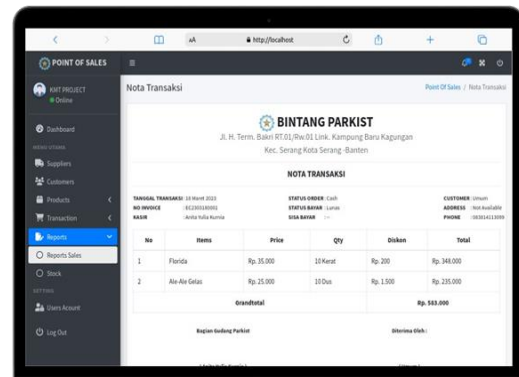 AA
http://localhost
POINT OF SALES
KMT PROJECT
Online
Dashboard
MENU UTAMA
Suppliers
Customers
Products
Transaction
Reports
Reports Sales
Stock
SETTING
Users Acount
Log Out
Nota Transaksi
Point Of Sales / Nota Transaksi
BINTANG PARKIST
JL. H. Term. Bakri RT.01/Rw.01 Link. Kampung Baru Kagungan
Kec. Serang Kota Serang -Banten
NOTA TRANSAKSI
TANGGAL TRANSAKSI : 18 Maret 2023 STATUS ORDER : Cash CUSTOMER : Umum
NO INVOICE STATUS BAYAR : Lunas ADDRESS : Not Available
KASIR : Anita Yulia Kurnia SISA BAYAR : -- PHONE
No Items Price Qty Diskon Total
1 Florida Rp. 35.000 10 Kerat Rp. 200 Rp. 348.000
2 Ale-Ale Gelas Rp. 25.000 10 Dus Rp. 1.500 Rp. 235.000
Grandtotal Rp. 583.000
Bagian Gudang Parkist Diterima Oleh :